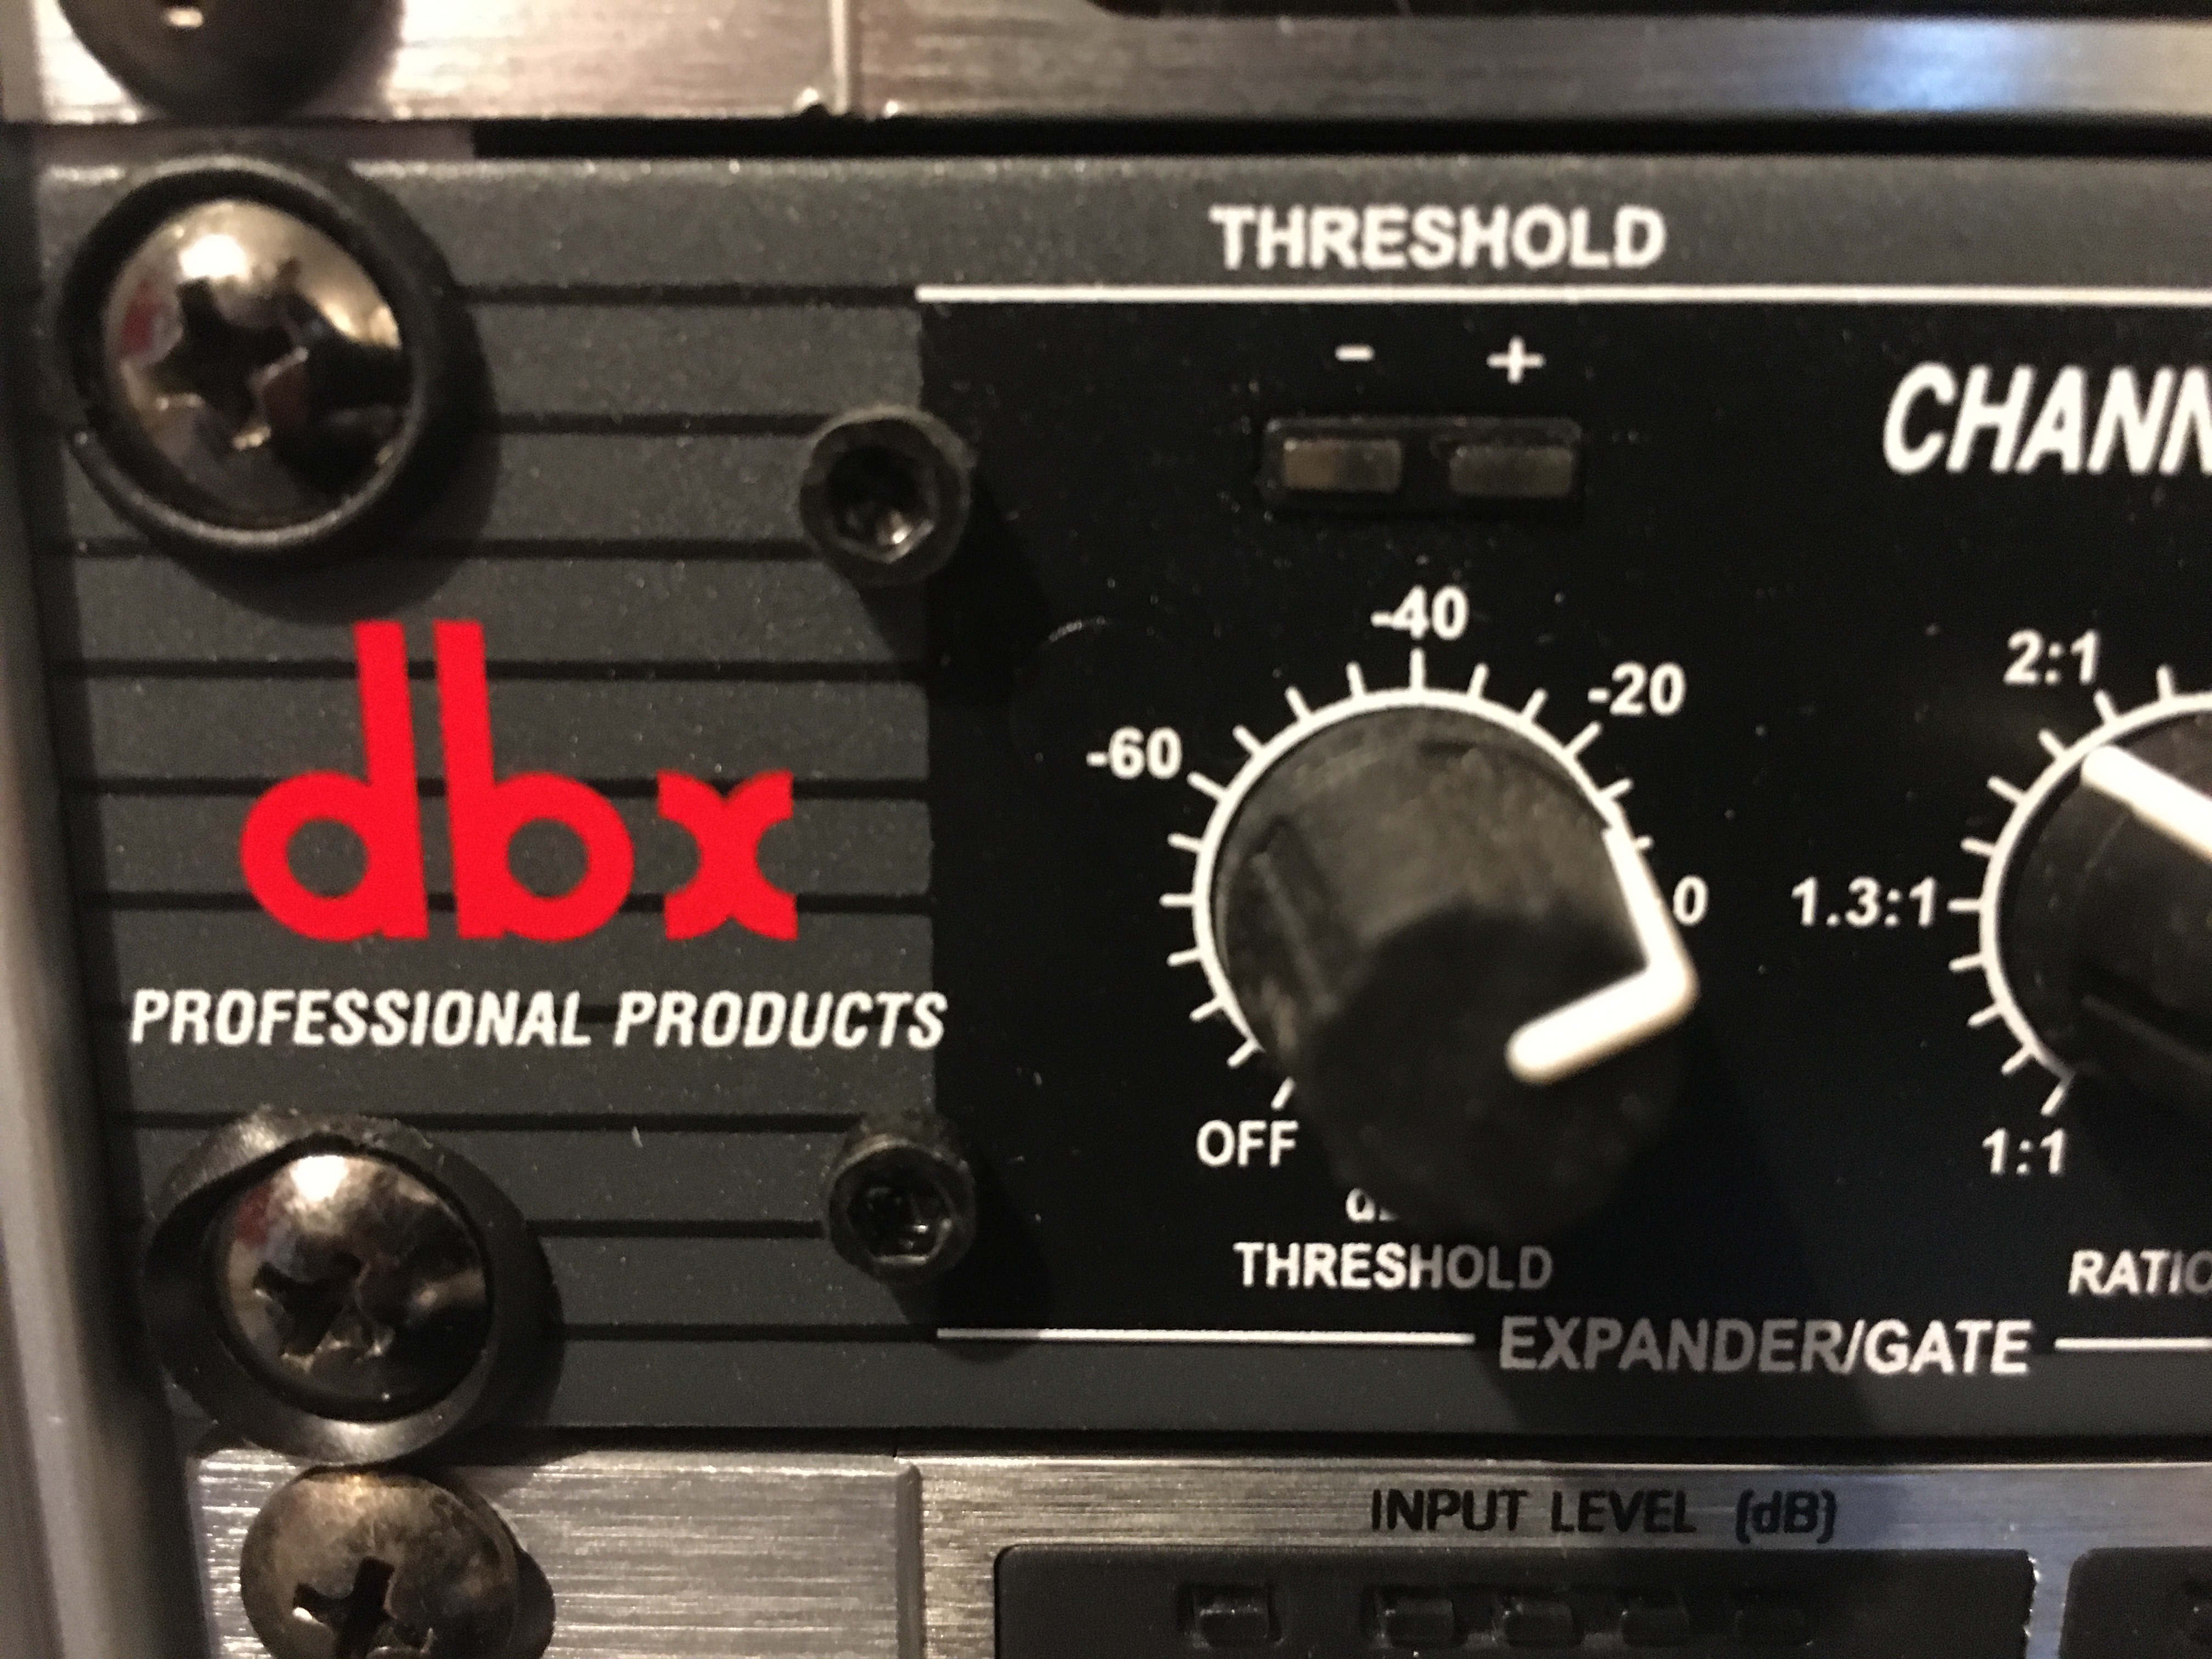 THRESHOLD
- +
CHANN
-40
-20
2:1
-60
dbx
0
1.3:1
PROFESSIONAL PRODUCTS
OFF
1:1
THRESHOLD
RATIO
EXPANDER/GATE
INPUT LEVEL (dB)